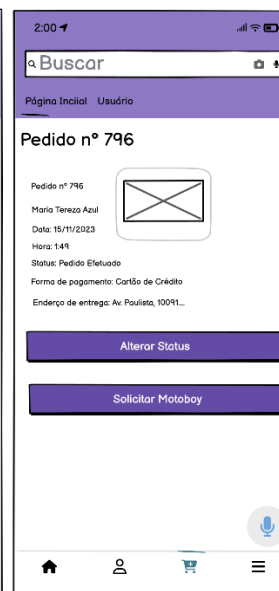 2:00
Buscar
Página Inciial Usuário
Pedido nº 796
Pedido nº 796
Maria Tereza Azul
Data: 15/11/2023
Hora: 1:49
Status: Pedido Efetuado
Forma de pagamento: Cartão de Crédito
Enderço de entrega: Av. Paulista, 10091...
Alterar Status
Solicitar Motoboy